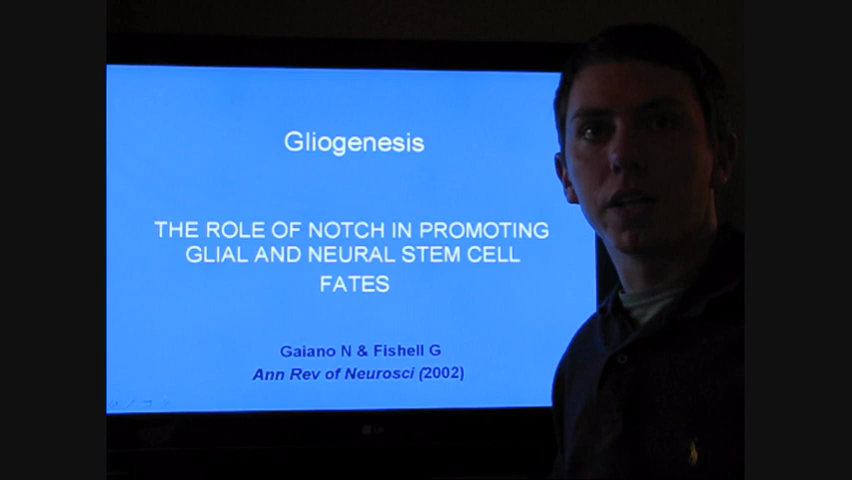 Gliogenesis
THE ROLE OF NOTCH IN PROMOTING
GLIAL AND NEURAL STEM CELL
FATES
Gaiano N & Fishell G
Ann Rev of Neurosci (2002)
LG